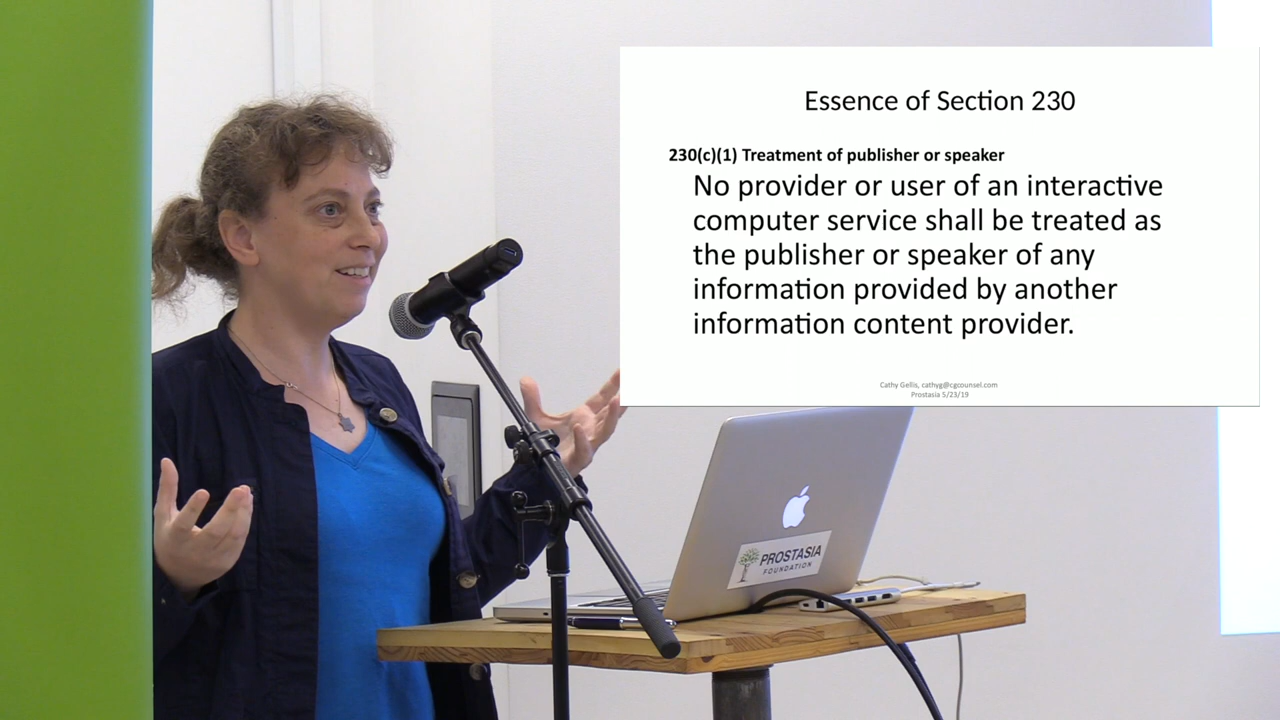 Essence of Section 230
230(c)(1) Treatment of publisher or speaker
No provider or user of an interactive
computer service shall be treated as
the publisher or speaker of any
information provided by another
information content provider.
Cathy Gellis, cathyg@cgcounsel.com
Prostasia 5/23/19
PROSTASIA
FOUNDATION